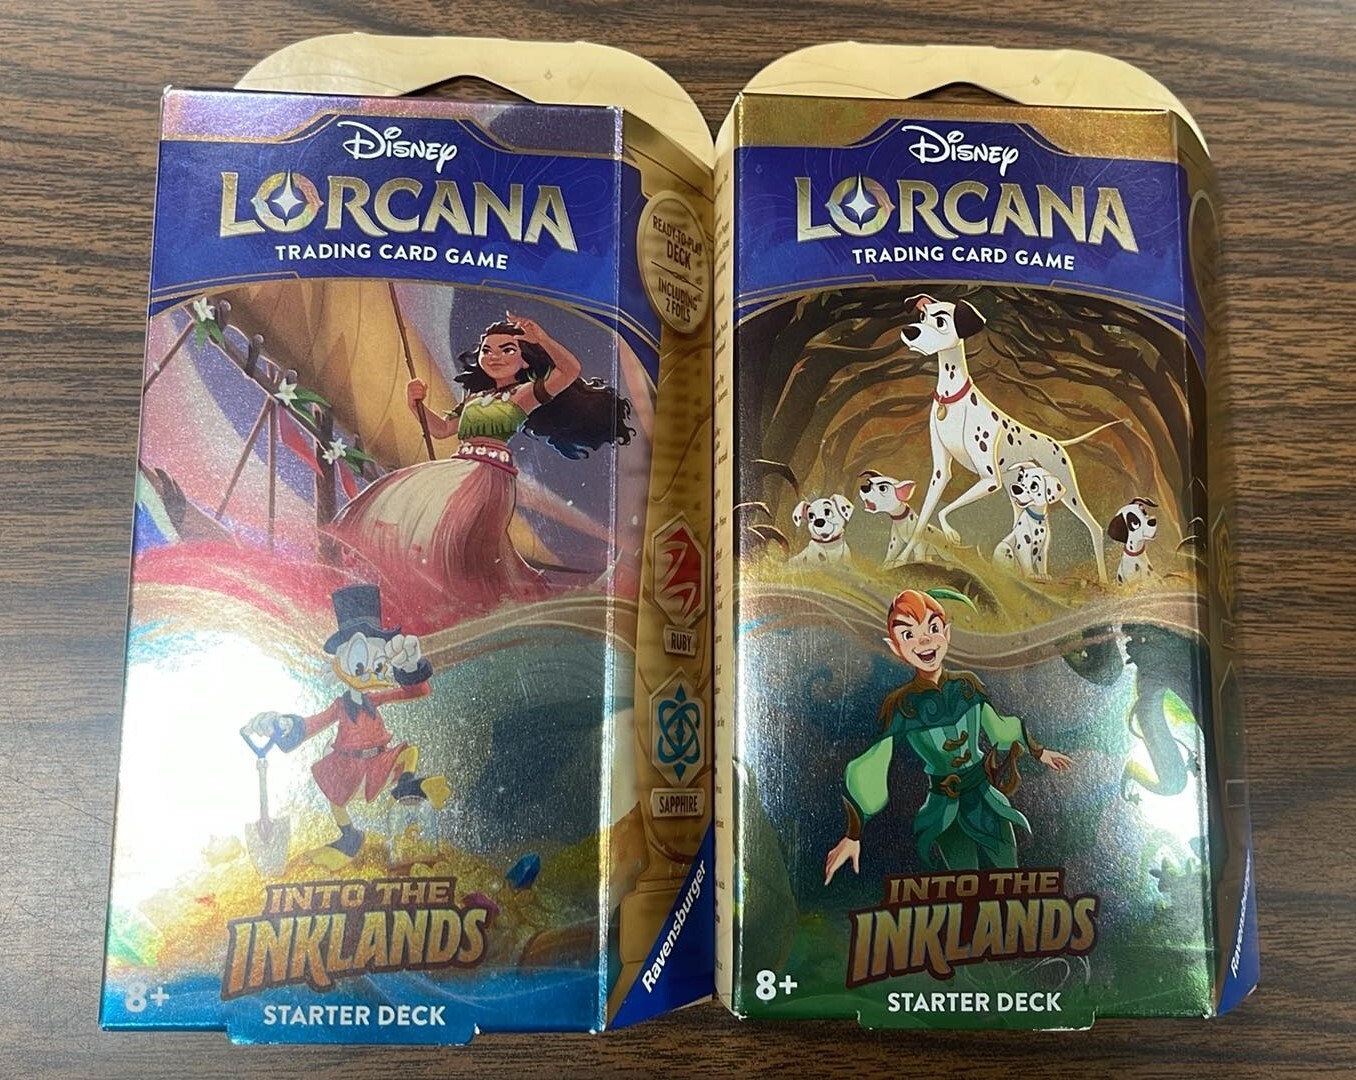 Disney
LORCANA
TRADING CARD GAME
READY-TO-PLAY
DECK
INCLUDING
2 FOILS
RUBY
SAPPHIRE
Ravensburger
INTO THE
INKLANDS
8+
STARTER DECK
Disney
LORCANA
TRADING CARD GAME
INTO THE
INKLANDS
8+
STARTER DECK
Ravensburger